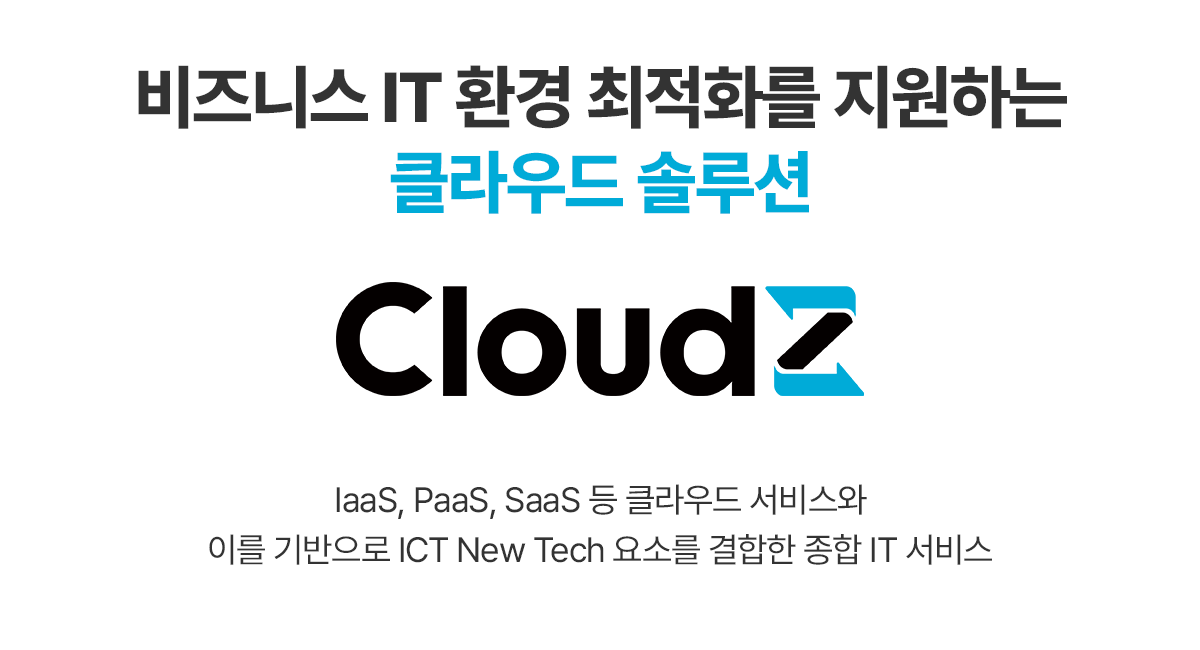 비즈니스 IT 환경 최적화를 지원하는
클라우드 솔루션
CloudZ
IaaS, PaaS, SaaS 등 클라우드 서비스와
이를 기반으로 ICT New Tech 요소를 결합한 종합 IT 서비스